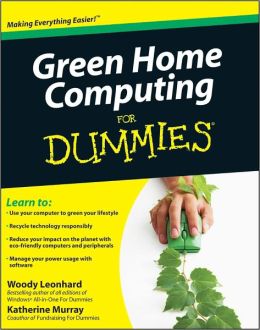 Making Everything Easier!™
Green Home
Computing
FOR
DUMMIES®
Learn to:
• Use your computer to green your lifestyle
• Recycle technology responsibly
• Reduce your impact on the planet with
eco-friendly computers and peripherals
• Manage your power usage with
software
Woody Leonhard
Bestselling author of all editions of
Windows® All-in-One For Dummies
Katherine Murray
Coauthor of Fundraising For Dummies